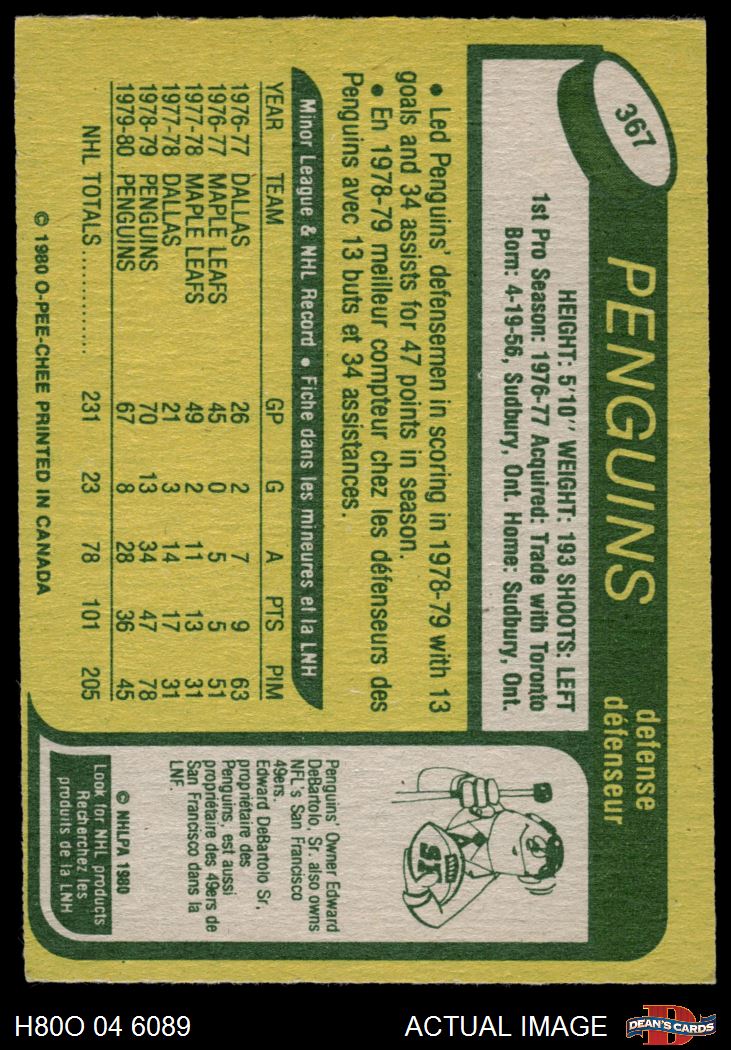 367
PENGUINS
defense
défenseur
HEIGHT: 5'10" WEIGHT: 193 SHOOTS: LEFT
1st Pro Season: 1976-77 Acquired: Trade with Toronto
Born: 4-19-56, Sudbury, Ont. Home: Sudbury, Ont.
• Led Penguins' defensemen in scoring in 1978-79 with 13
goals and 34 assists for 47 points in season.
• En 1978-79 meilleur compteur chez les défenseurs des
Penguins avec 13 buts et 34 assistances.
Minor League & NHL Record • Fiche dans les mineures et la LNH
YEAR TEAM GP G A PTS PIM
1976-77 DALLAS 26 2 7 9 63
1976-77 MAPLE LEAFS 45 0 5 5 51
1977-78 MAPLE LEAFS 49 2 11 13 31
1977-78 DALLAS 21 3 14 17 31
1978-79 PENGUINS 70 13 34 47 78
1979-80 PENGUINS 67 8 28 36 45
NHL TOTALS .............. 231 23 78 101 205
© 1980 O-PEE-CHEE PRINTED IN CANADA
SF
Penguins' Owner Edward
DeBartolo, Sr. also owns
NFL's San Francisco
49ers.
Edward DeBartolo Sr,
propriétaire des
Penguins, est aussi
propriétaire des 49ers de
San Francisco dans la
LNF.
© NHLPA 1980
Look for NHL products
Recherchez les
produits de la LNH
H80O 04 6089
ACTUAL IMAGE
D
DEAN'S CARDS